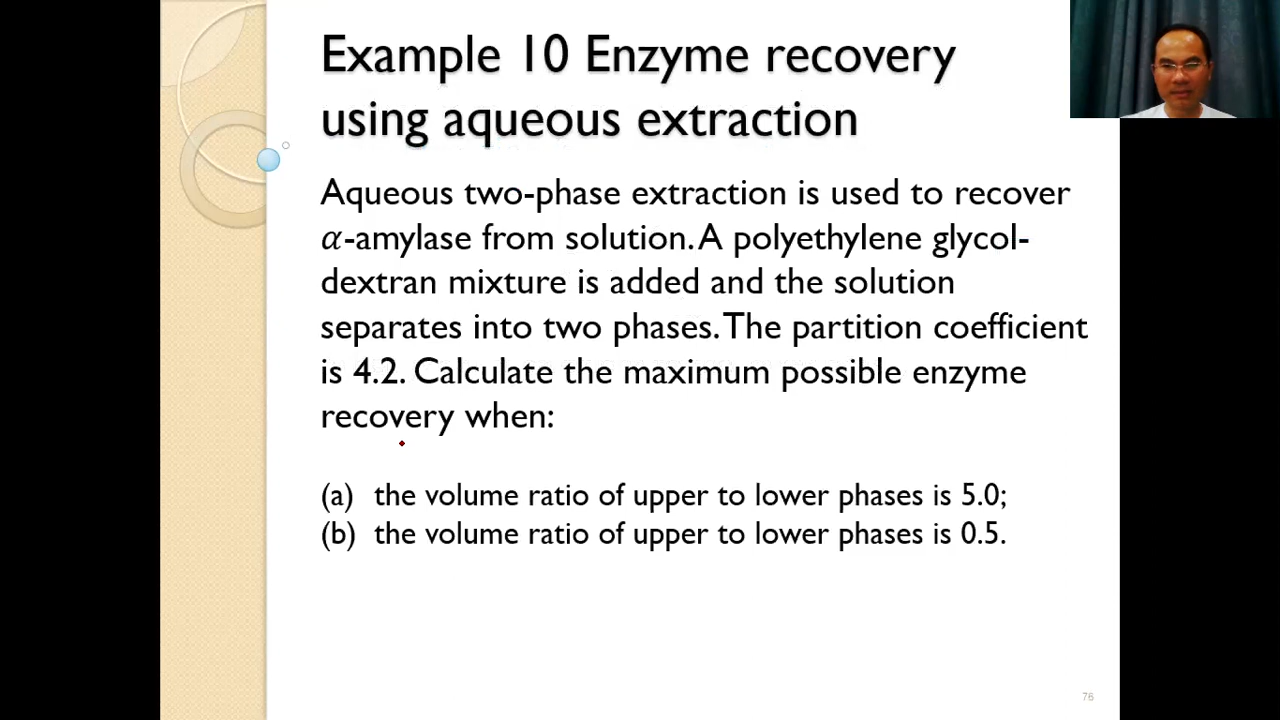 Example 10 Enzyme recovery
using aqueous extraction
Aqueous two-phase extraction is used to recover
𝛼-amylase from solution. A polyethylene glycol-
dextran mixture is added and the solution
separates into two phases. The partition coefficient
is 4.2. Calculate the maximum possible enzyme
recovery when:
(a) the volume ratio of upper to lower phases is 5.0;
(b) the volume ratio of upper to lower phases is 0.5.
76